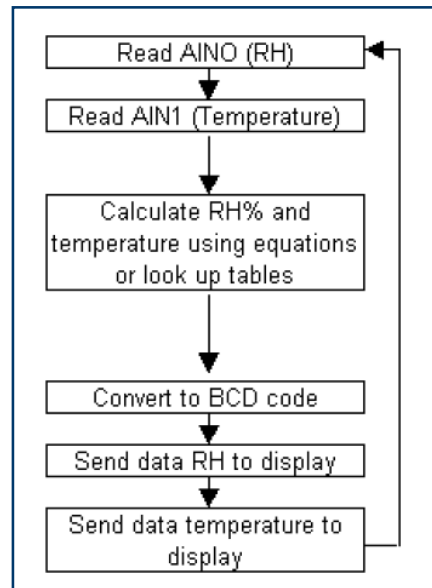 Read AINO (RH)
Read AIN1 (Temperature)
Calculate RH% and
temperature using equations
or look up tables
Convert to BCD code
Send data RH to display
Send data temperature to
display